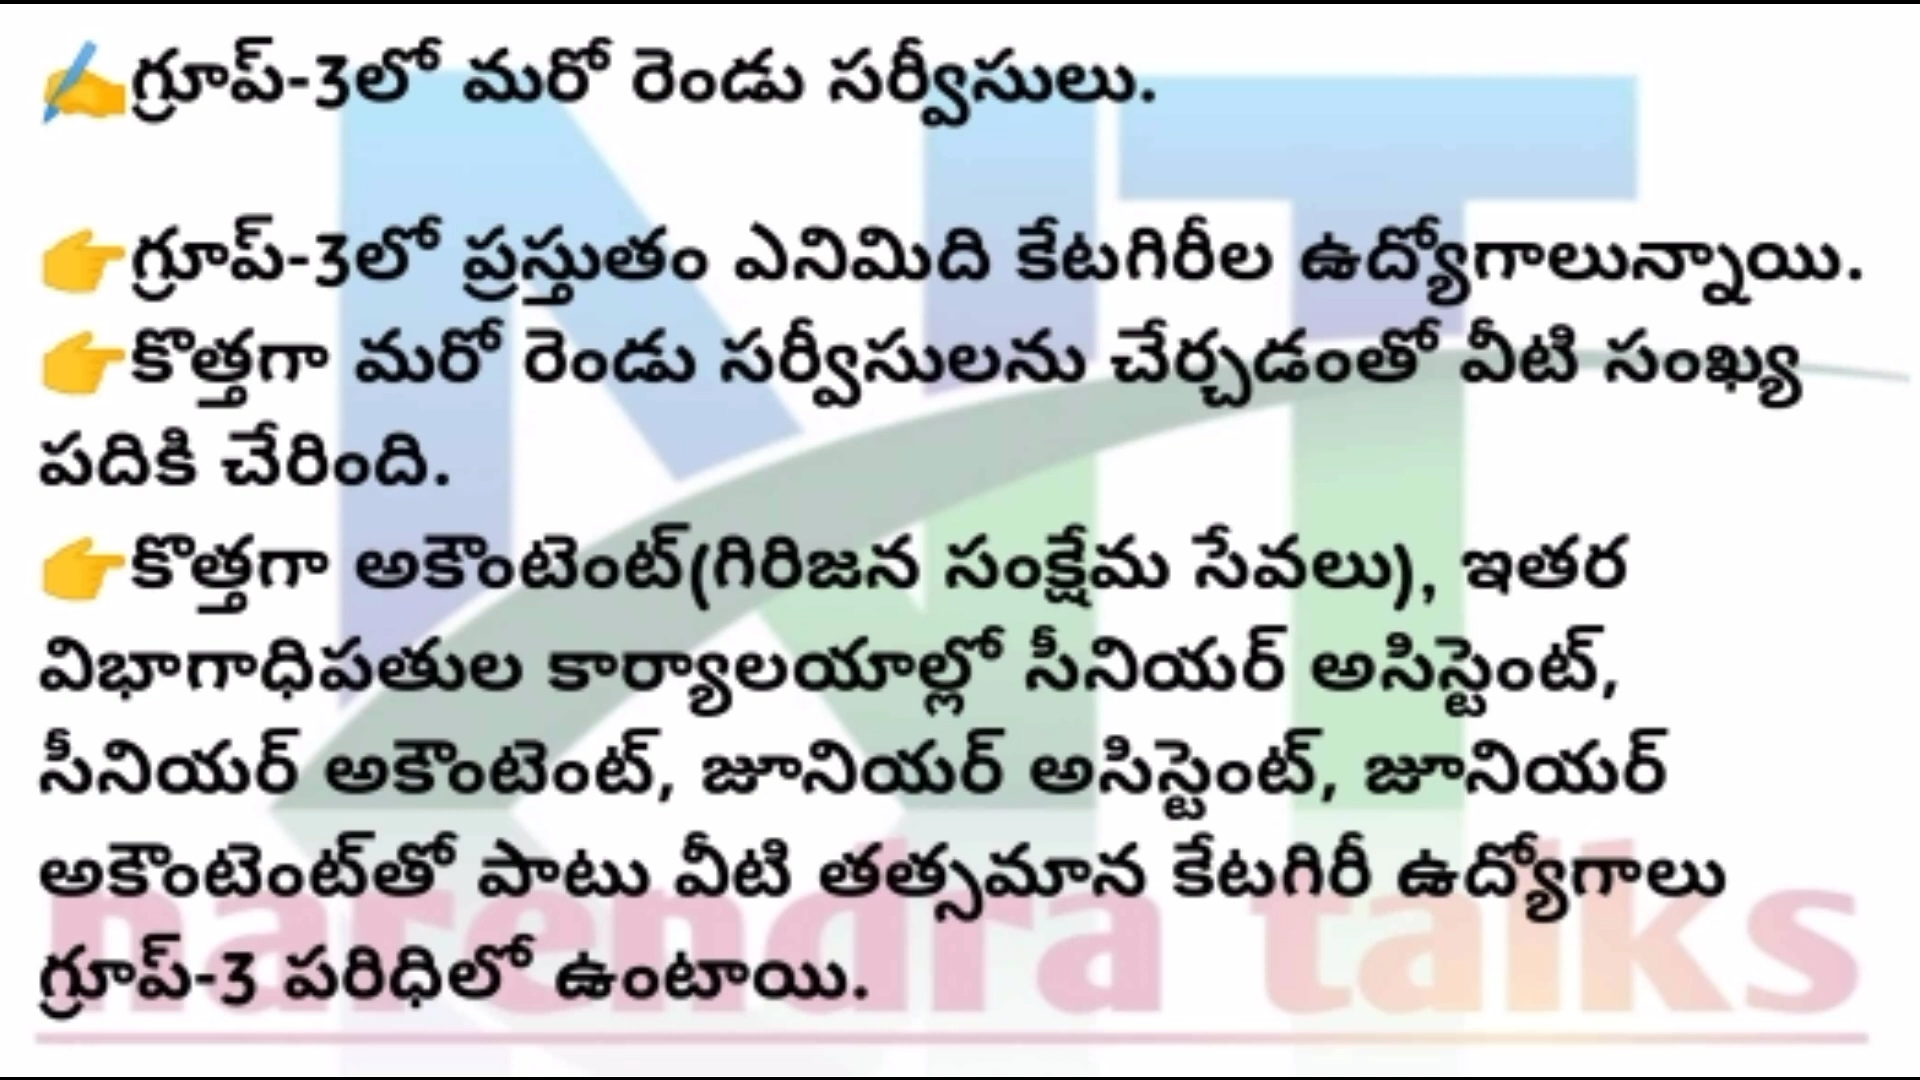 ✍గ్రూప్-3లో మరో రెండు సర్వీసులు.
👉గ్రూప్-3లో ప్రస్తుతం ఎనిమిది కేటగిరీల ఉద్యోగాలున్నాయి.
👉కొత్తగా మరో రెండు సర్వీసులను చేర్చడంతో వీటి సంఖ్య
పదికి చేరింది.
👉కొత్తగా అకౌంటెంట్(గిరిజన సంక్షేమ సేవలు), ఇతర
విభాగాధిపతుల కార్యాలయాల్లో సీనియర్ అసిస్టెంట్,
సీనియర్ అకౌంటెంట్, జూనియర్ అసిస్టెంట్, జూనియర్
అకౌంటెంట్‌తో పాటు వీటి తత్సమాన కేటగిరీ ఉద్యోగాలు
గ్రూప్-3 పరిధిలో ఉంటాయి.
NT
narendra talks